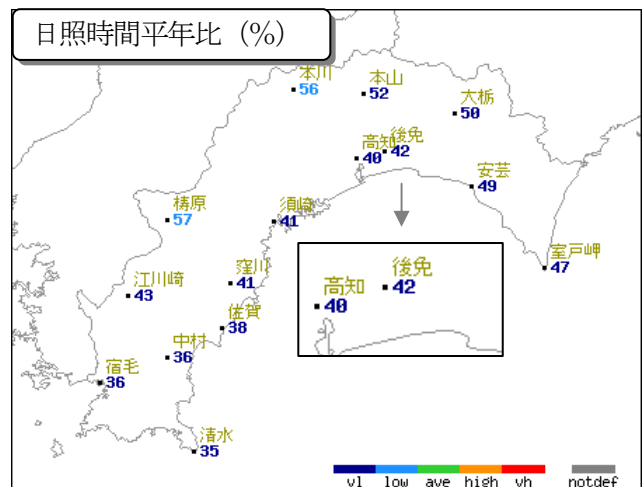 日照時間平年比 (%)
本川
56
本山
52
大栃
50
高知
40
後免
42
安芸
49
梼原
57
須崎
41
室戸岬
47
江川崎
43
窪川
41
佐賀
38
中村
36
宿毛
36
清水
35
高知
40
後免
42
vl low ave high vh notdef